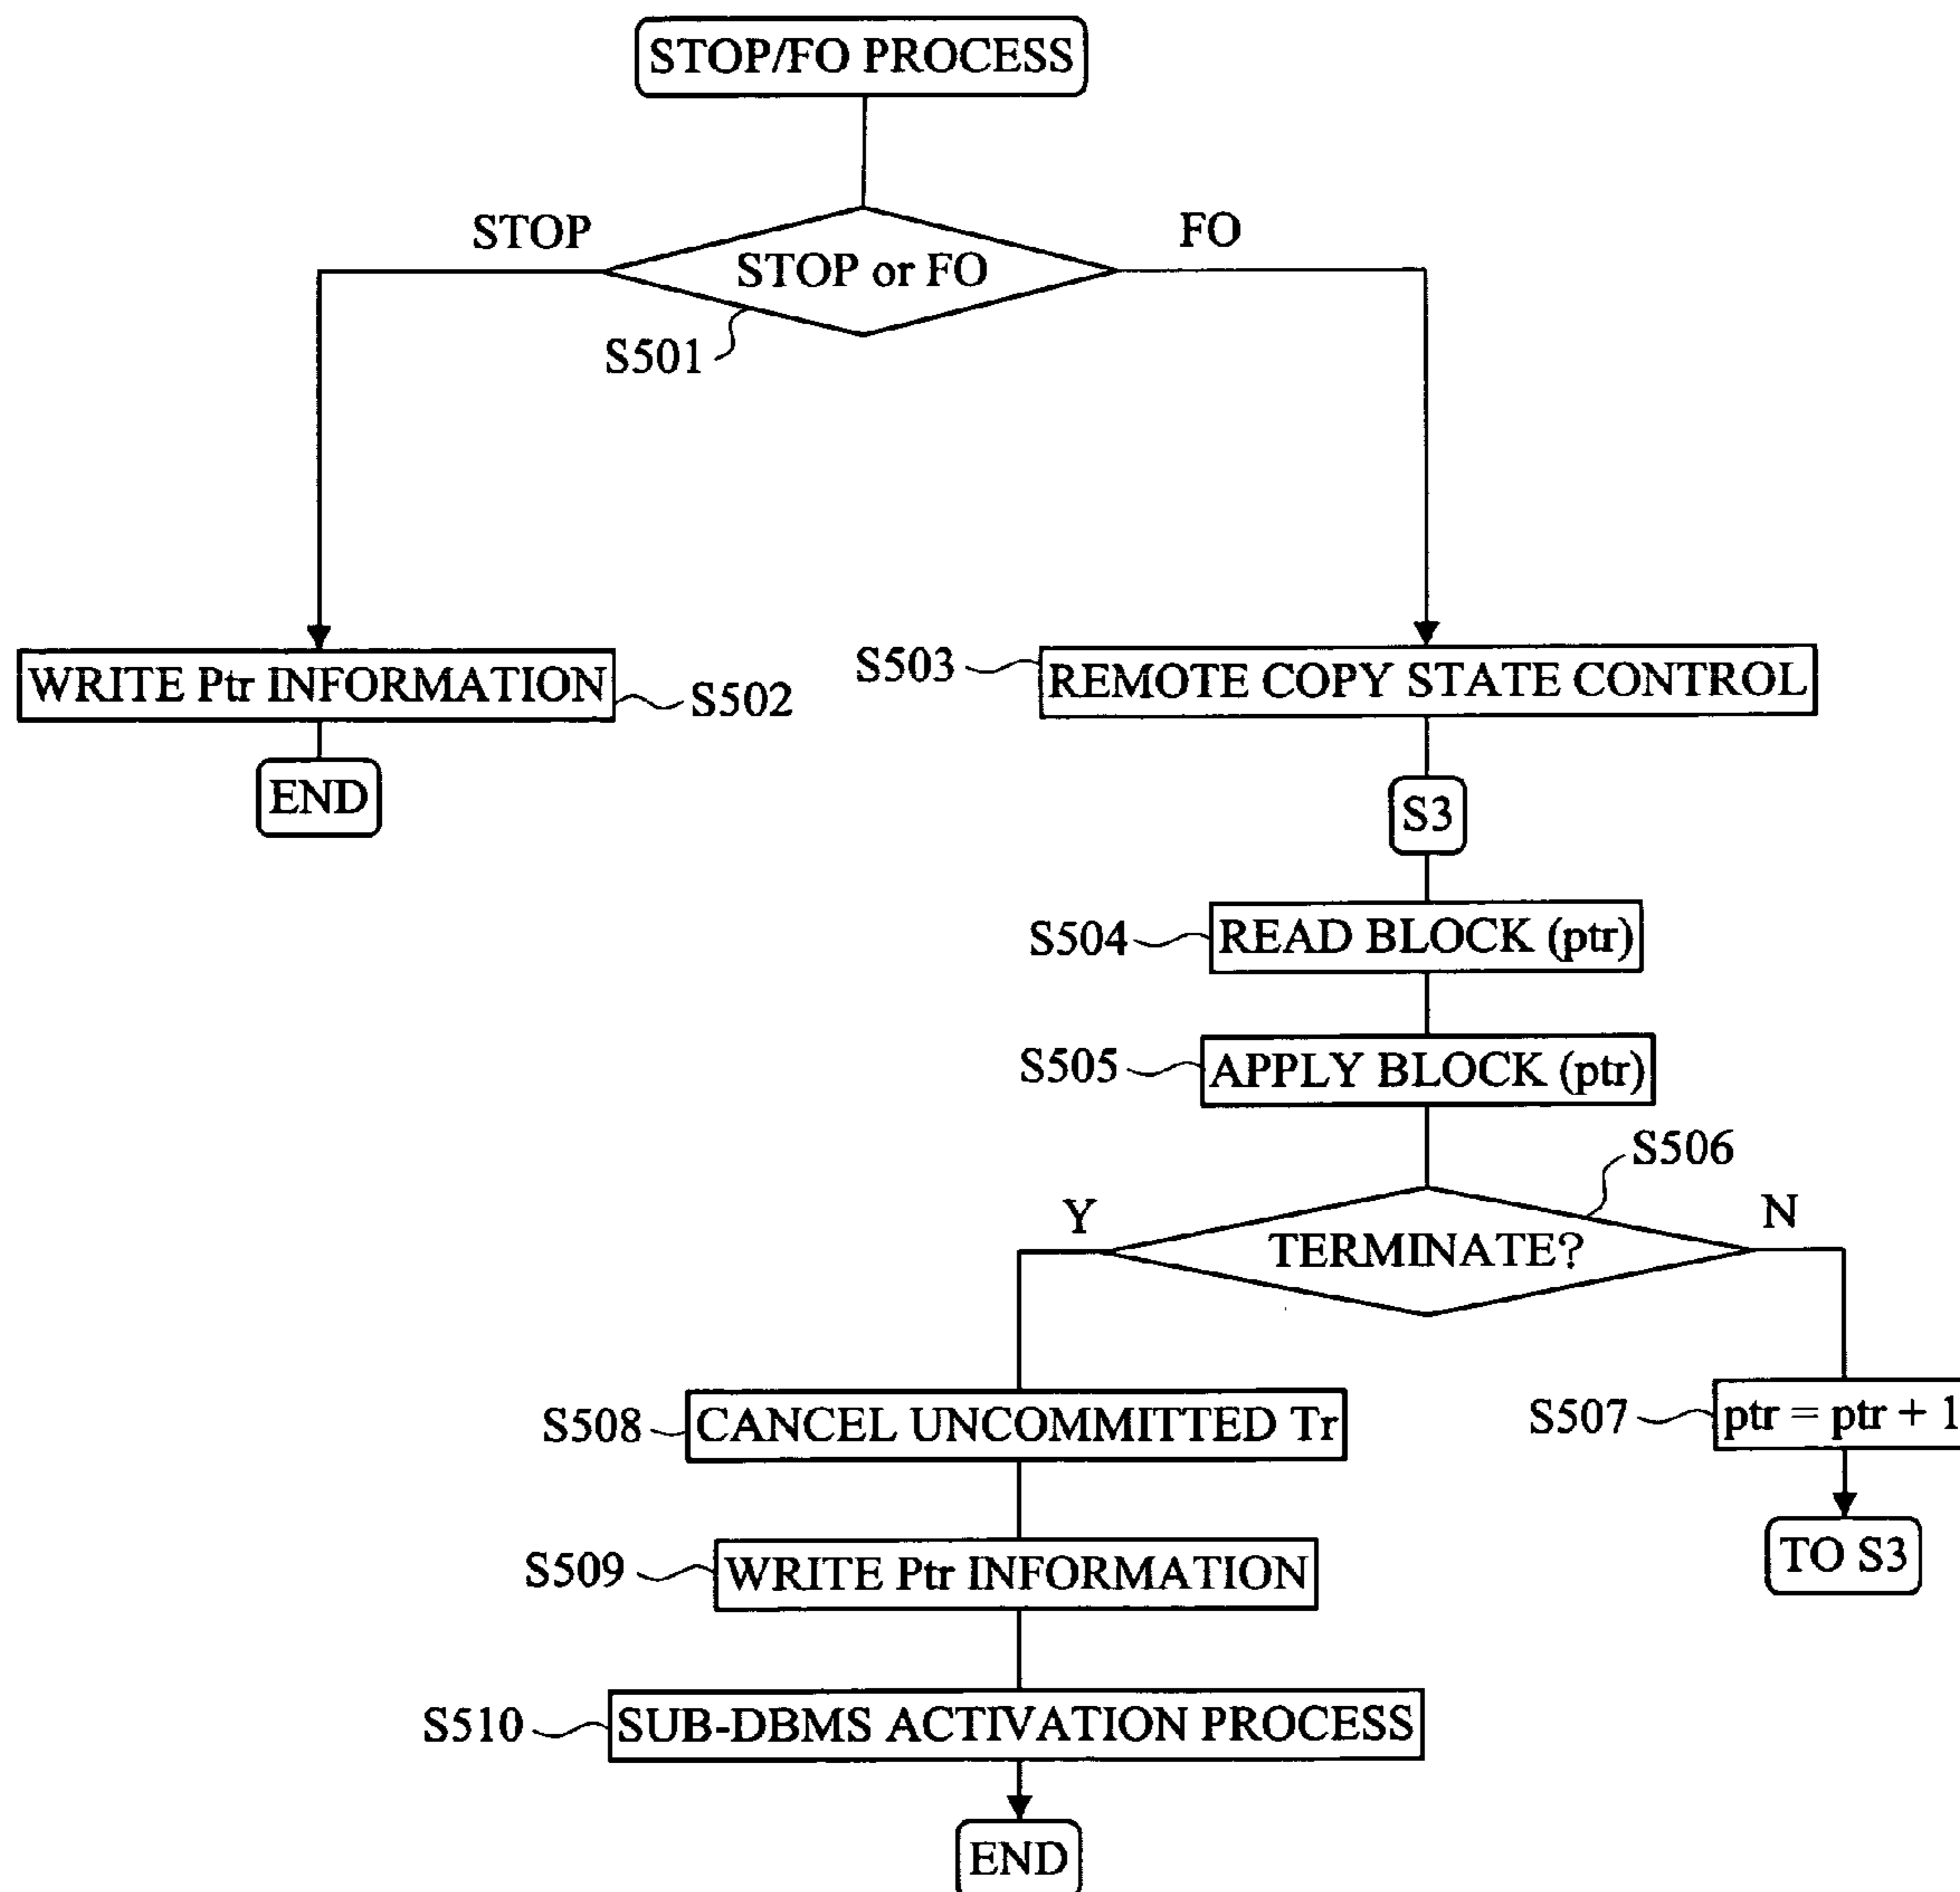 STOP/FO PROCESS
STOP
FO
STOP or FO
S501
WRITE Ptr INFORMATION
S502
S503
REMOTE COPY STATE CONTROL
END
S3
S504
READ BLOCK (ptr)
S505
APPLY BLOCK (ptr)
S506
Y
N
TERMINATE?
S508
CANCEL UNCOMMITTED Tr
S507
ptr = ptr + 1
S509
WRITE Ptr INFORMATION
TO S3
S510
SUB-DBMS ACTIVATION PROCESS
END